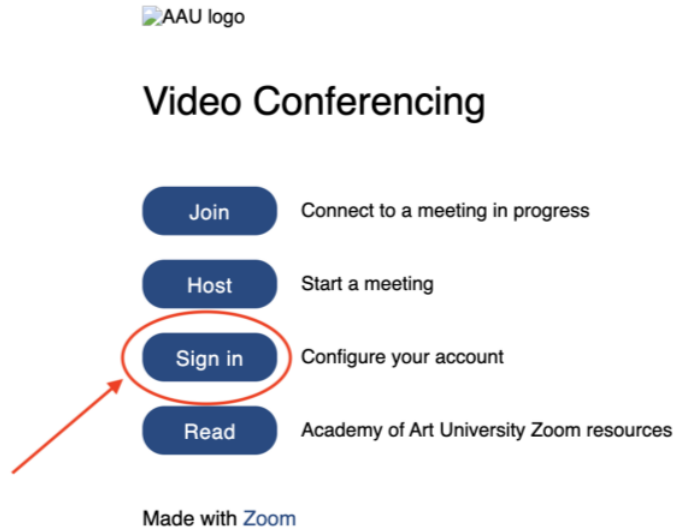 AAU logo
Video Conferencing
Join Connect to a meeting in progress
Host Start a meeting
Sign in Configure your account
Read Academy of Art University Zoom resources
Made with Zoom